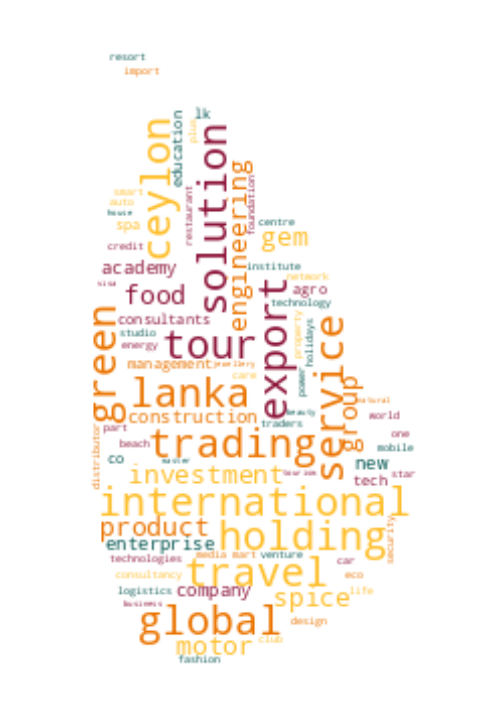 resort
import
lk
ceylon
education
plus
solution
engineering
restaurant
foundation
smart
auto
house
spa
centre
gem
credit
academy
institute
network
visa
food
agro
technology
export
consultants
studio
energy
tour
property
holidays
green
management
jewellery
care
power
service
lanka
group
natural
construction
beauty
world
traders
part
trading
one
beach
mobile
distributor
co
master
new
investment
tourism
tech
star
international
product
holding
security
enterprise
technologies
media
mart
venture
travel
car
consultancy
eco
logistics
company
spice
life
business
global
design
motor
club
fashion